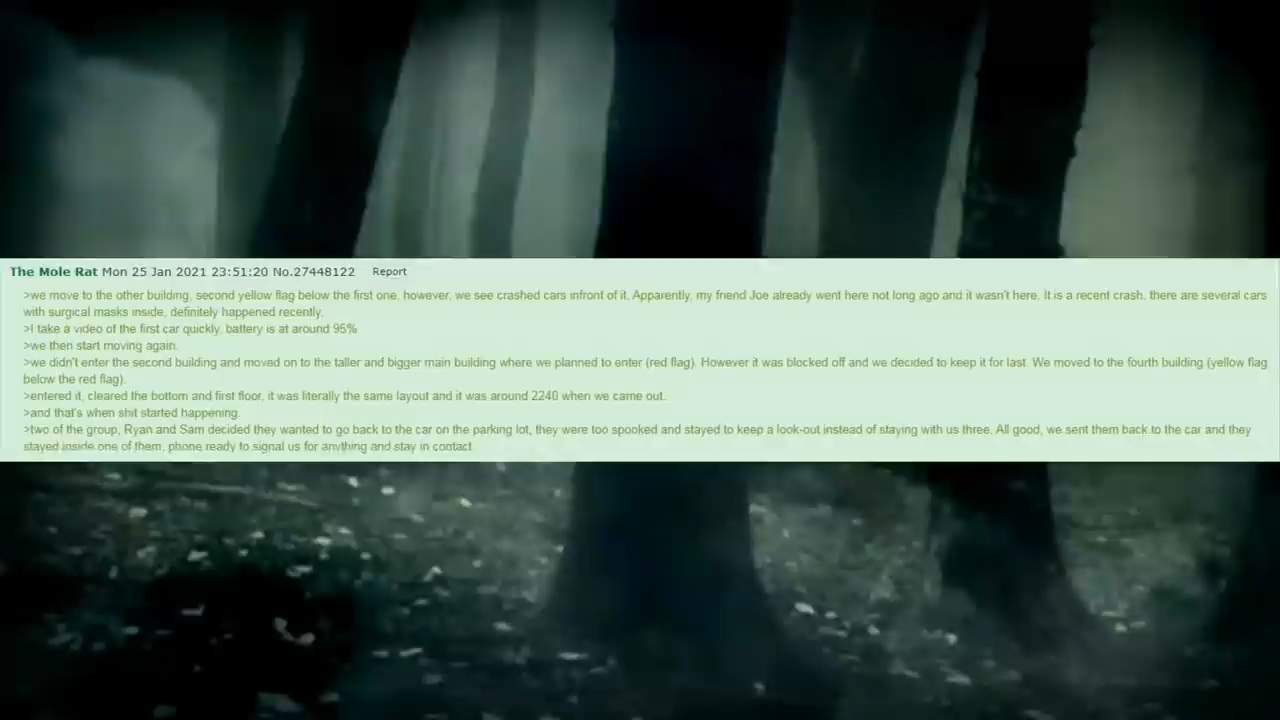 The Mole Rat Mon 25 Jan 2021 23:51:20 No.27448122 Report
>we move to the other building, second yellow flag below the first one. however, we see crashed cars infront of it. Apparently, my friend Joe already went here not long ago and it wasn't here. It is a recent crash, there are several cars
with surgical masks inside, definitely happened recently.
>I take a video of the first car quickly, battery is at around 95%
>we then start moving again.
>we didn't enter the second building and moved on to the taller and bigger main building where we planned to enter (red flag). However it was blocked off and we decided to keep it for last. We moved to the fourth building (yellow flag
below the red flag).
>entered it, cleared the bottom and first floor, it was literally the same layout and it was around 2240 when we came out.
>and that's when shit started happening.
>two of the group, Ryan and Sam decided they wanted to go back to the car on the parking lot, they were too spooked and stayed to keep a look-out instead of staying with us three. All good, we sent them back to the car and they
stayed inside one of them, phone ready to signal us for anything and stay in contact